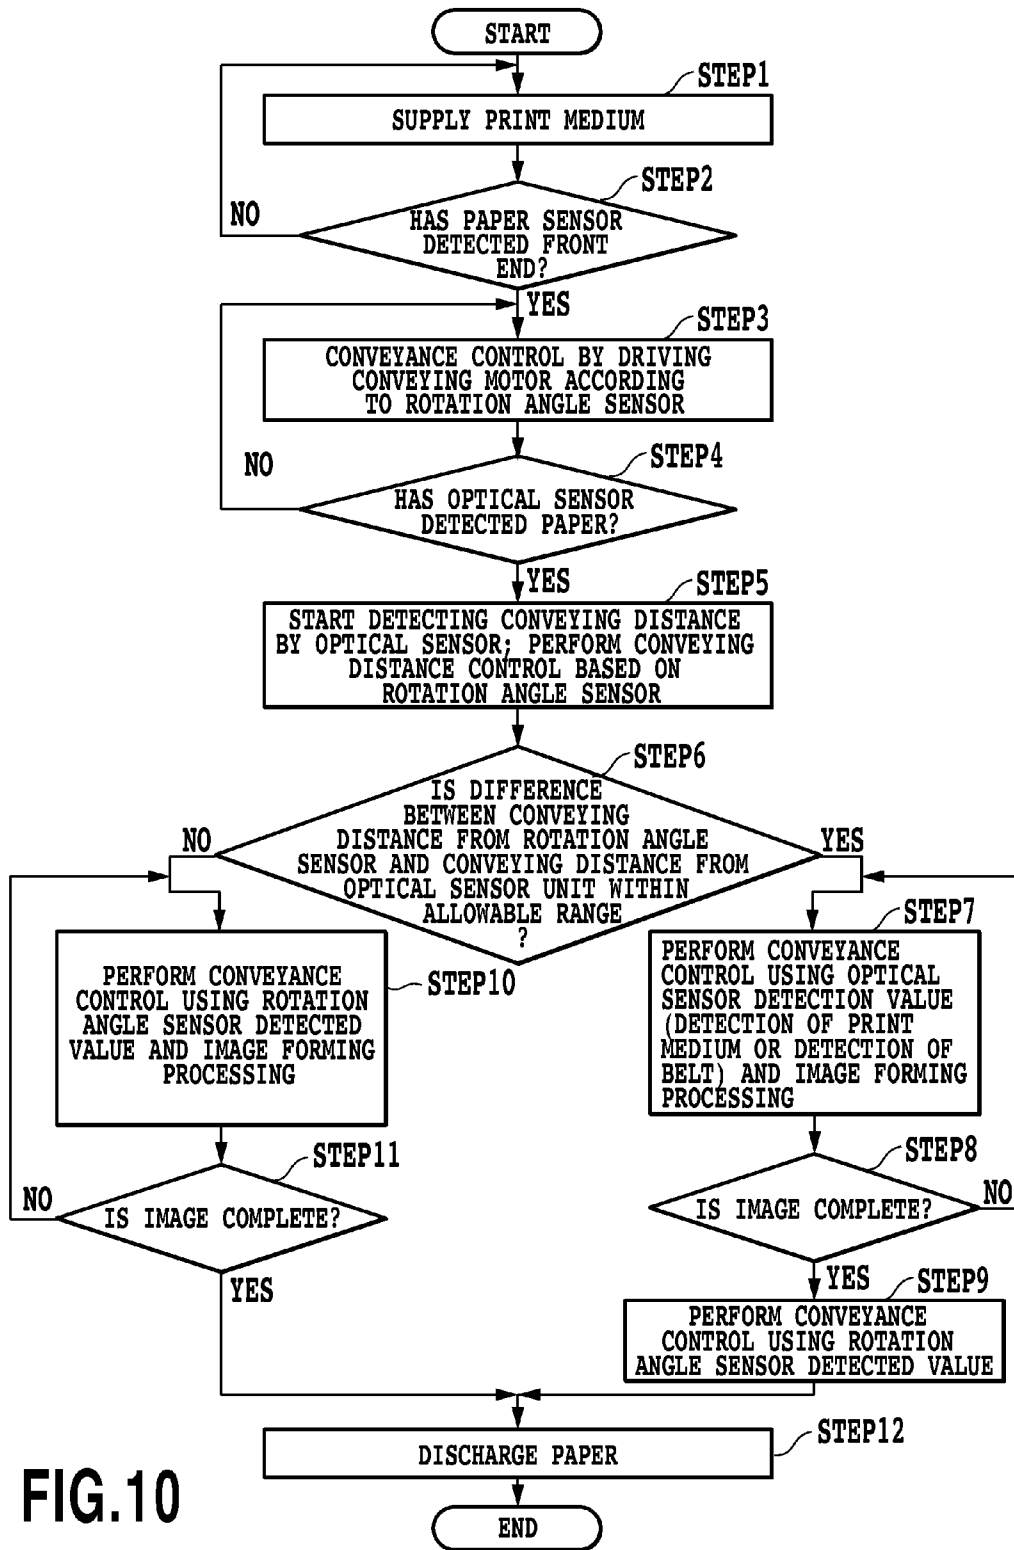 START
STEP1
SUPPLY PRINT MEDIUM
STEP2
HAS PAPER SENSOR
DETECTED FRONT
END?
NO
YES
STEP3
CONVEYANCE CONTROL BY DRIVING
CONVEYING MOTOR ACCORDING
TO ROTATION ANGLE SENSOR
STEP4
NO
HAS OPTICAL SENSOR
DETECTED PAPER?
YES
STEP5
START DETECTING CONVEYING DISTANCE
BY OPTICAL SENSOR; PERFORM CONVEYING
DISTANCE CONTROL BASED ON
ROTATION ANGLE SENSOR
STEP6
IS DIFFERENCE
BETWEEN CONVEYING
DISTANCE FROM ROTATION ANGLE
SENSOR AND CONVEYING DISTANCE FROM
OPTICAL SENSOR UNIT WITHIN
ALLOWABLE RANGE
?
NO
YES
STEP10
PERFORM CONVEYANCE
CONTROL USING ROTATION
ANGLE SENSOR DETECTED
VALUE AND IMAGE FORMING
PROCESSING
STEP11
NO
IS IMAGE COMPLETE?
YES
STEP7
PERFORM CONVEYANCE
CONTROL USING OPTICAL
SENSOR DETECTION VALUE
(DETECTION OF PRINT
MEDIUM OR DETECTION OF
BELT) AND IMAGE FORMING
PROCESSING
STEP8
IS IMAGE COMPLETE?
NO
YES
STEP9
PERFORM CONVEYANCE
CONTROL USING ROTATION
ANGLE SENSOR DETECTED VALUE
STEP12
DISCHARGE PAPER
END
FIG.10